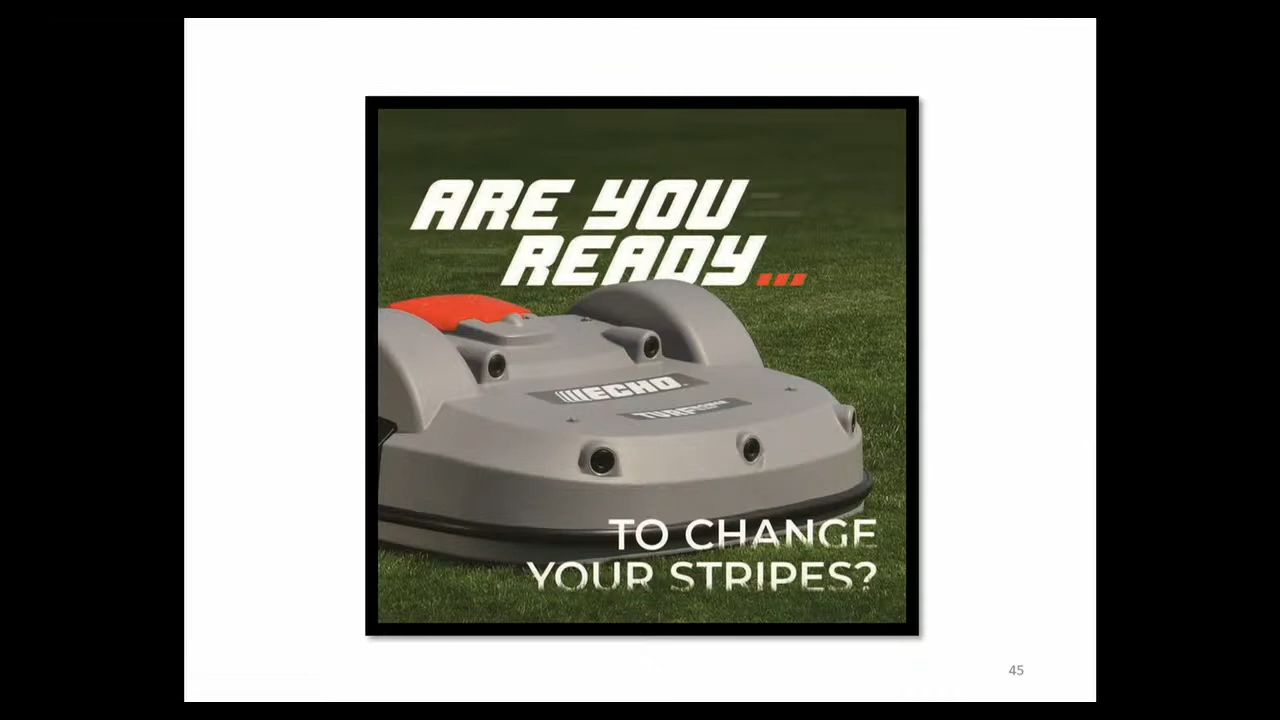 ARE YOU
READY...
ECHO
TO CHANGE
YOUR STRIPES?
45